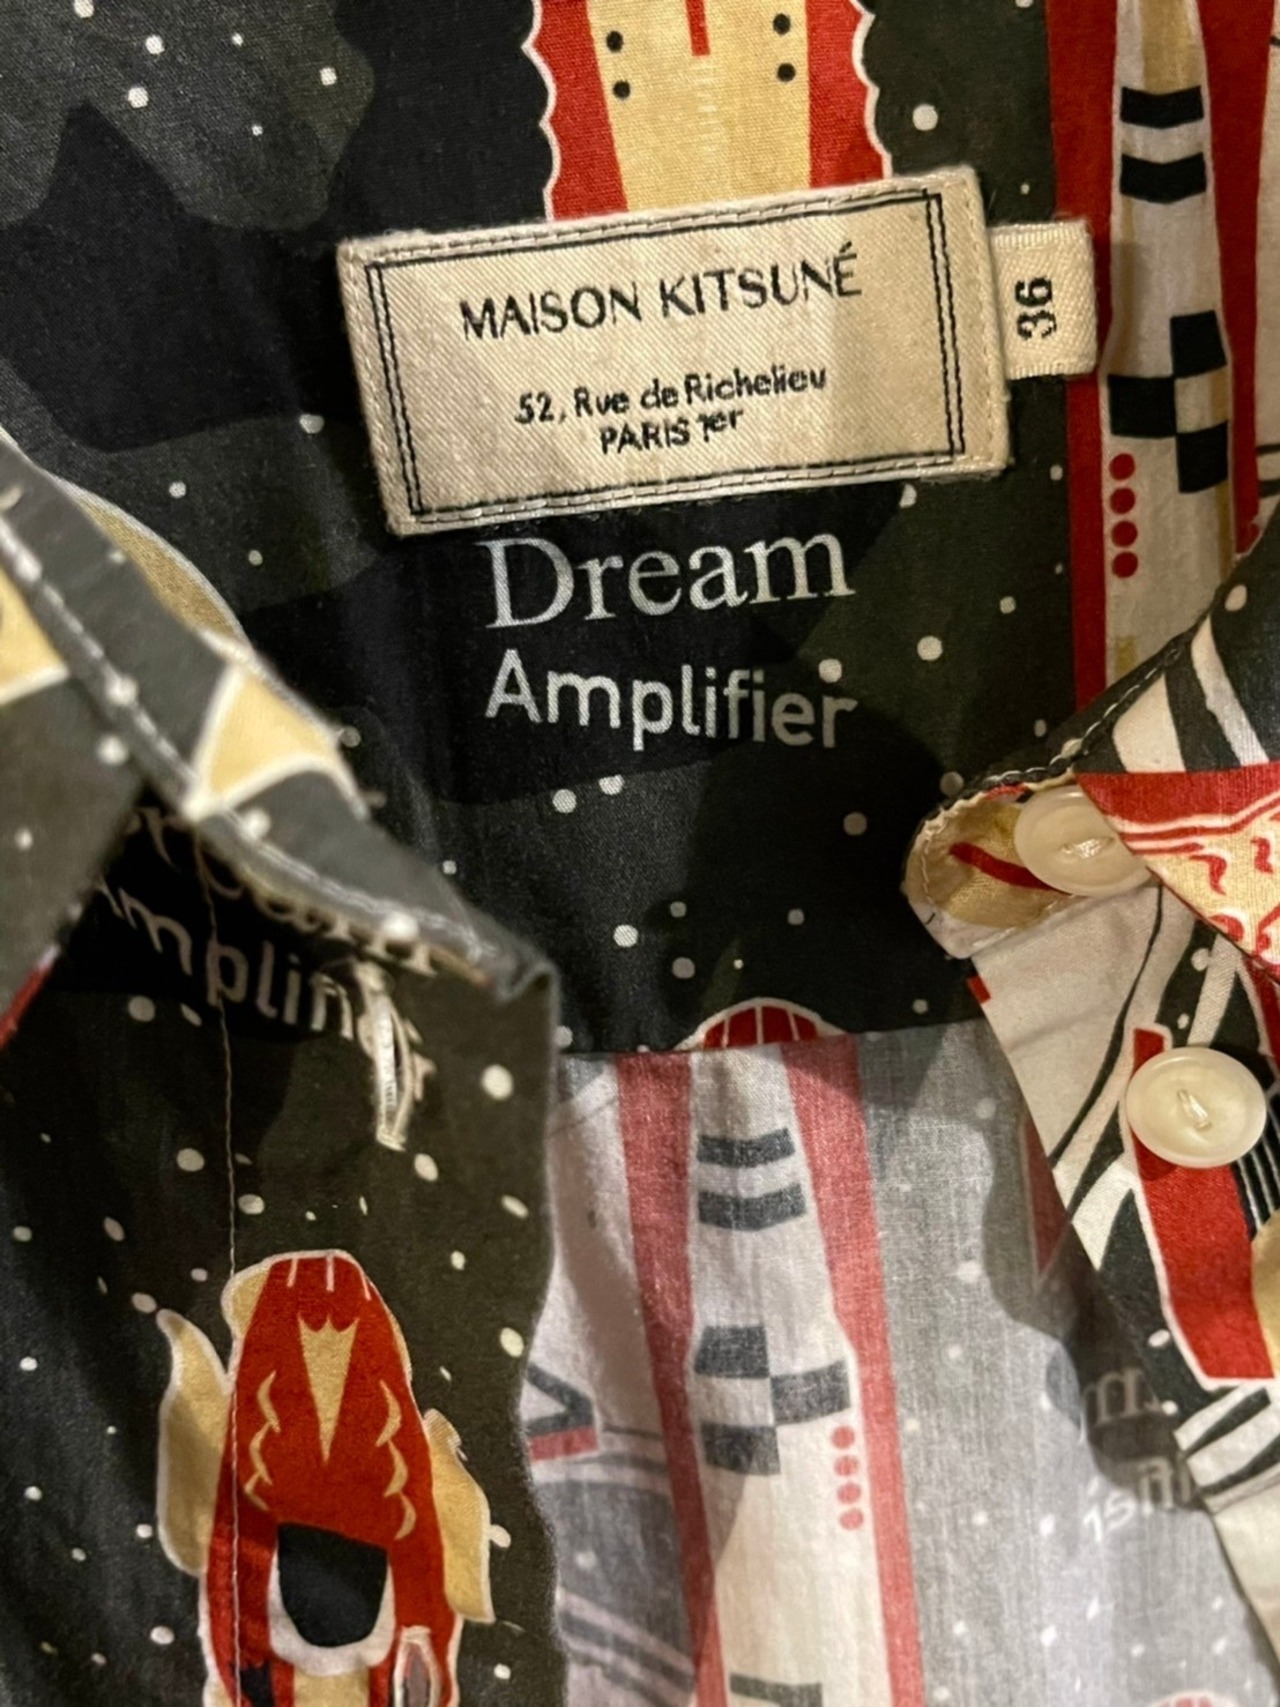 MAISON KITSUNÉ
36
52, Rue de Richelieu
PARIS 1er
Dream
Amplifier